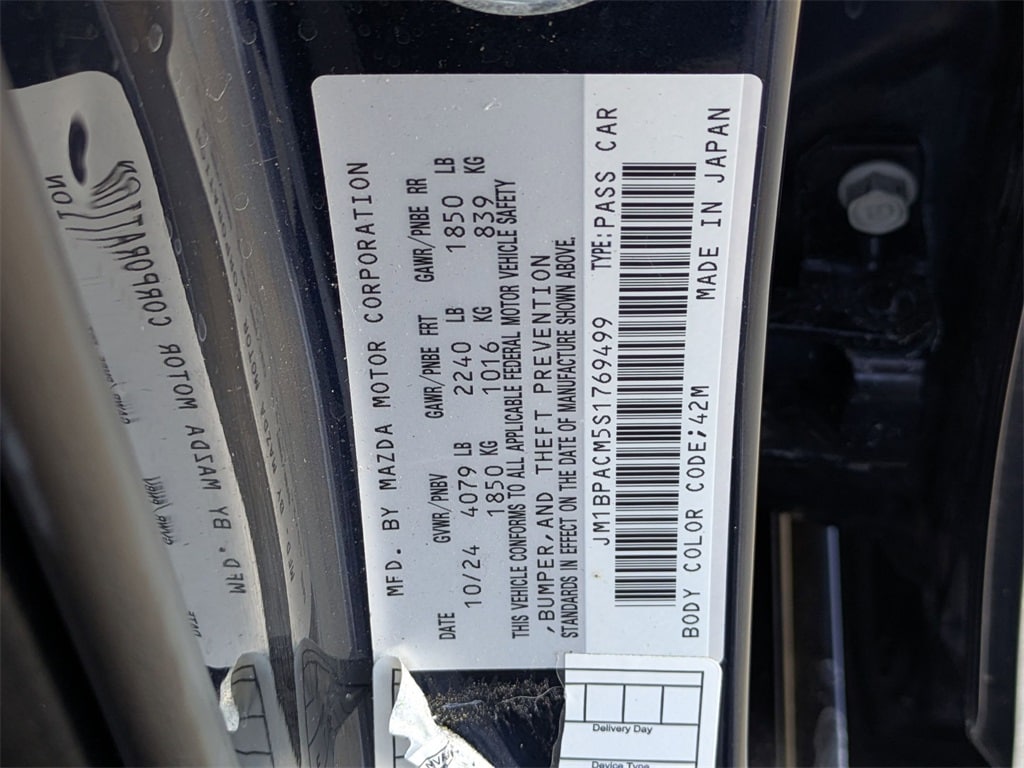 MFD. BY MAZDA MOTOR CORPORATION
DATE GVWR/PNBV GAWR/PNBE FRT GAWR/PNBE RR
10/24 4079 LB 2240 LB 1850 LB
1850 KG 1016 KG 839 KG
THIS VEHICLE CONFORMS TO ALL APPLICABLE FEDERAL MOTOR VEHICLE SAFETY
,BUMPER,AND THEFT PREVENTION
STANDARDS IN EFFECT ON THE DATE OF MANUFACTURE SHOWN ABOVE.
JM1BPACM5S1769499 TYPE:PASS CAR
BODY COLOR CODE;42M MADE IN JAPAN
Delivery Day
Device Type